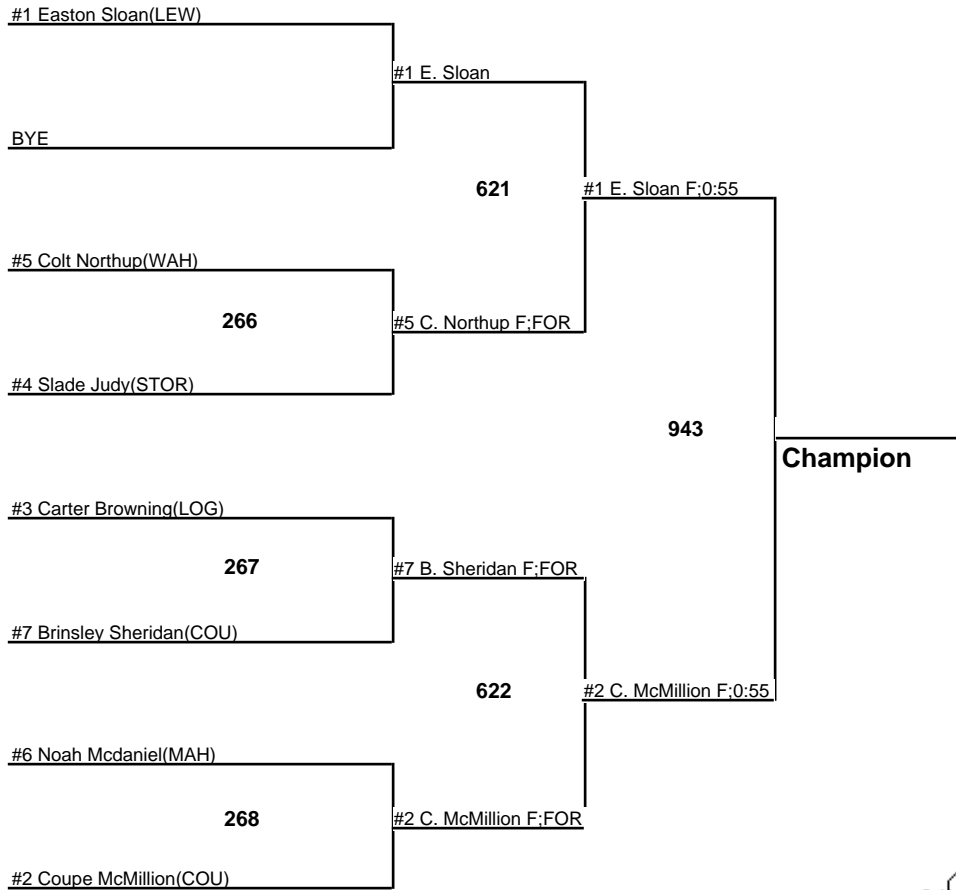 #1 Easton Sloan(LEW)
#1 E. Sloan
BYE
621
#1 E. Sloan F;0:55
#5 Colt Northup(WAH)
266
#5 C. Northup F;FOR
#4 Slade Judy(STOR)
943
Champion
#3 Carter Browning(LOG)
267
#7 B. Sheridan F;FOR
#7 Brinsley Sheridan(COU)
622
#2 C. McMillion F;0:55
#6 Noah Mcdaniel(MAH)
268
#2 C. McMillion F;FOR
#2 Coupe McMillion(COU)